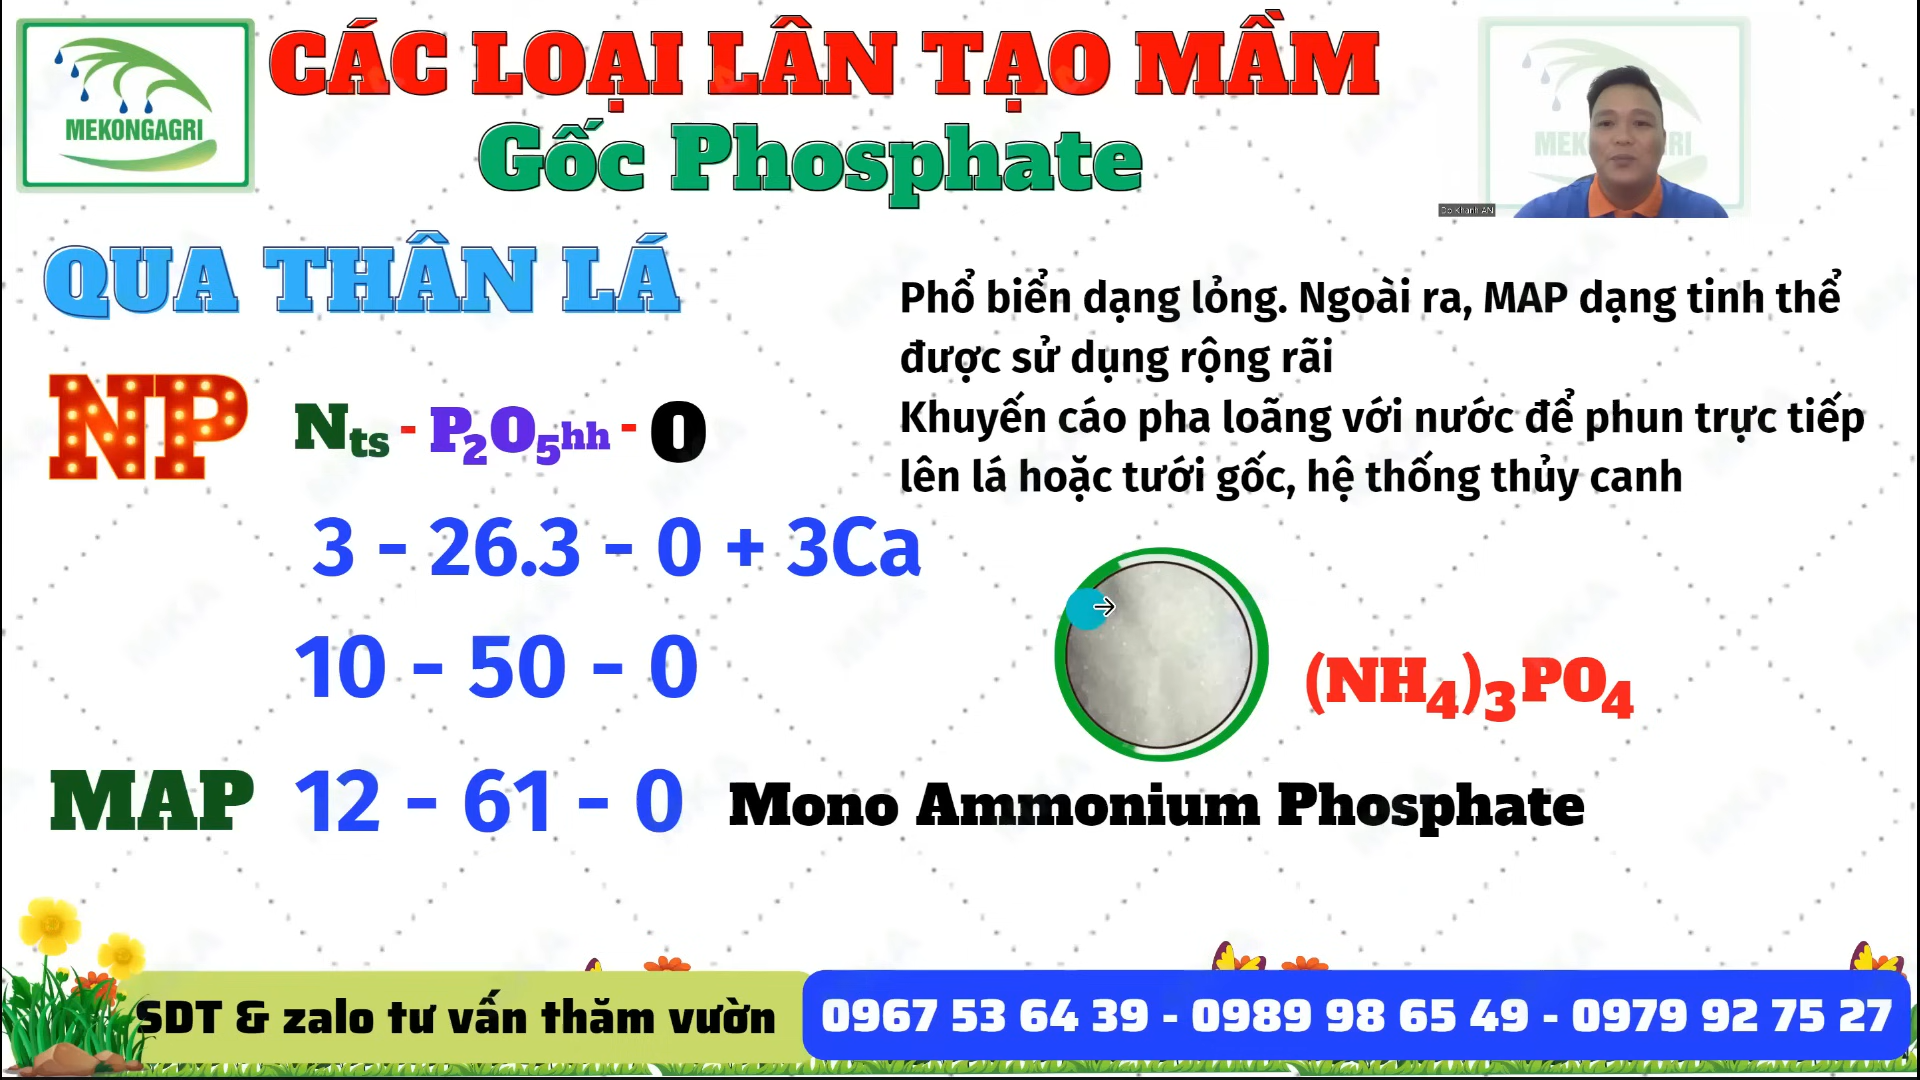 MEKONGAGRI
CÁC LOẠI LÂN TẠO MẦM
Gốc Phosphate
Do Khanh AN
QUA THÂN LÁ
Phổ biển dạng lỏng. Ngoài ra, MAP dạng tinh thể
được sử dụng rộng rãi
Khuyến cáo pha loãng với nước để phun trực tiếp
lên lá hoặc tưới gốc, hệ thống thủy canh
NP Nts - P2O5hh - 0
3 - 26.3 - 0 + 3Ca
10 - 50 - 0
(NH4)3PO4
MAP 12 - 61 - 0 Mono Ammonium Phosphate
SDT & zalo tư vấn thăm vườn
0967 53 64 39 - 0989 98 65 49 - 0979 92 75 27